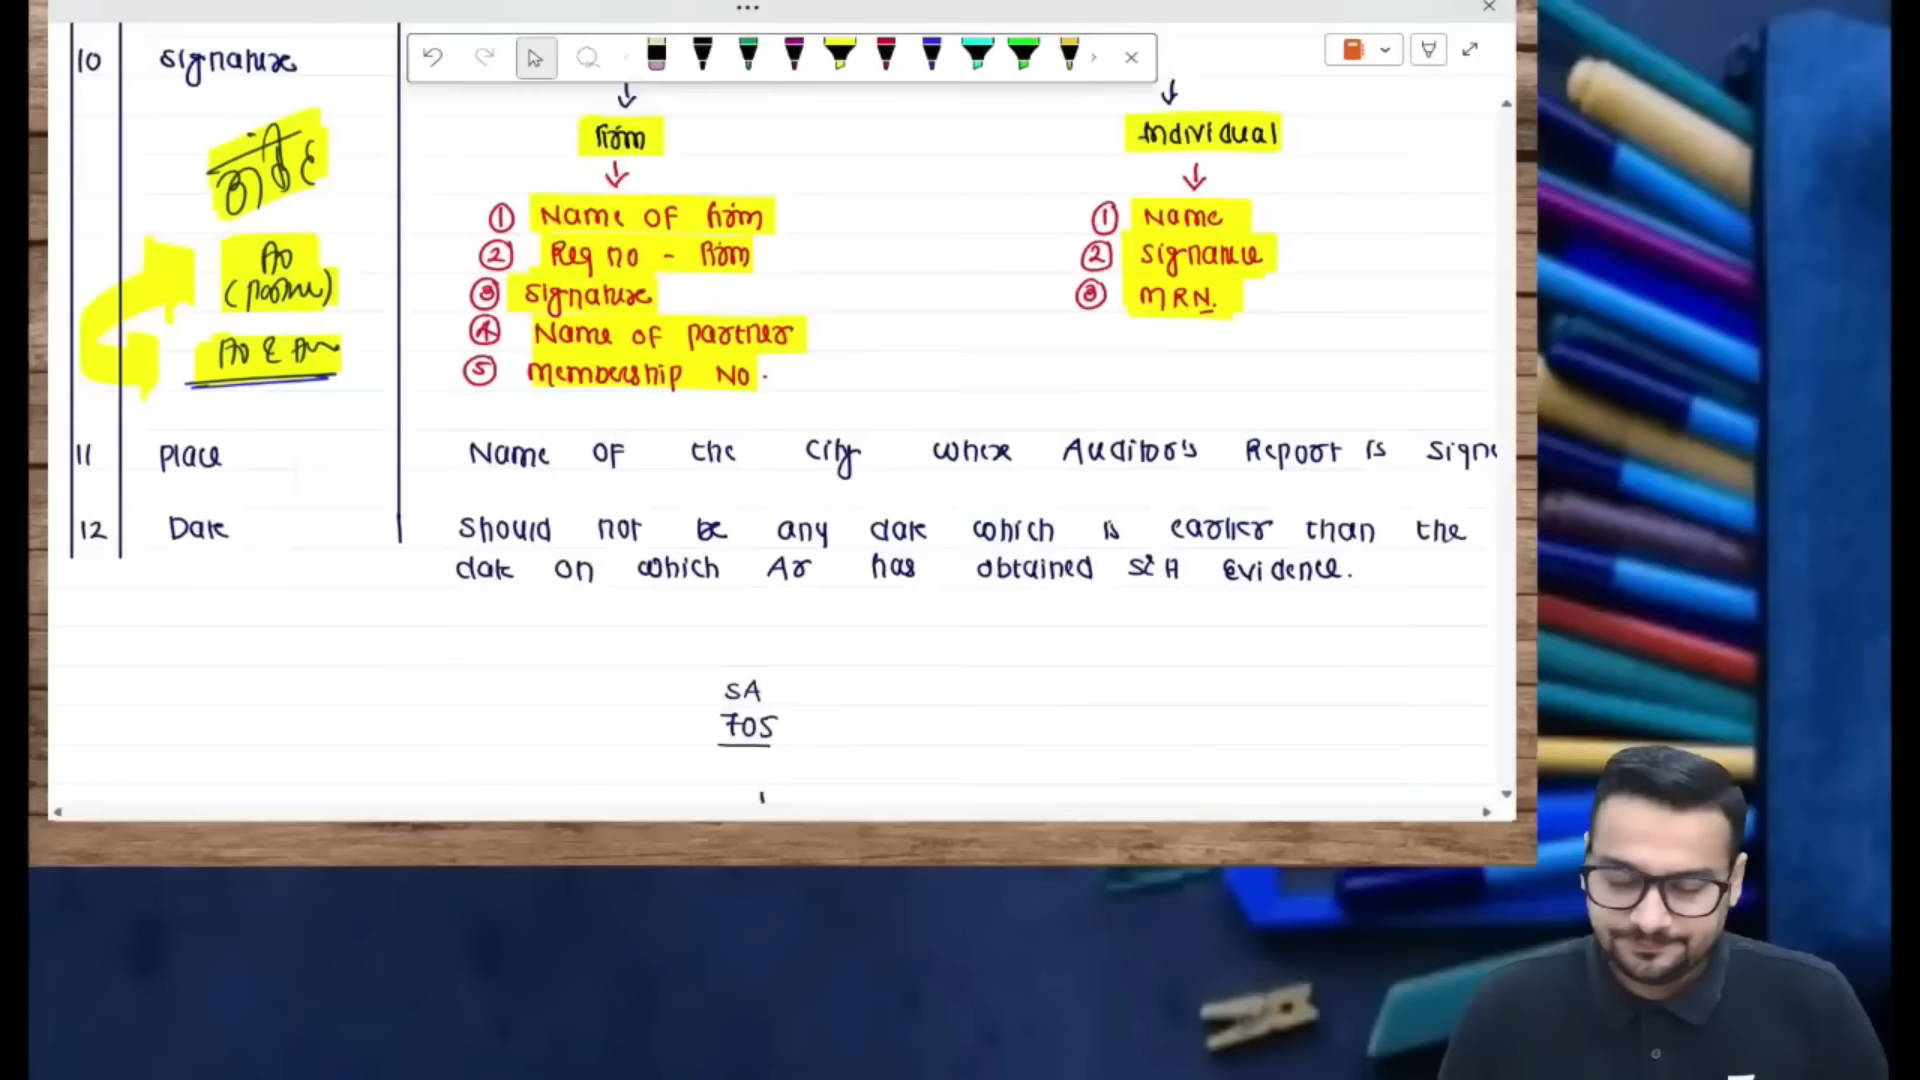 10 Signature
Firm Individual
① Name of firm ① Name
② Reg no - Firm ② Signature
③ Signature ③ MRN.
④ Name of partner
⑤ Membership No.
11 Place Name of the City where Auditor's Report is Signe
12 Date Should not be any date which is earlier than the
date on which Ar has obtained S&A Evidence.
SA
705